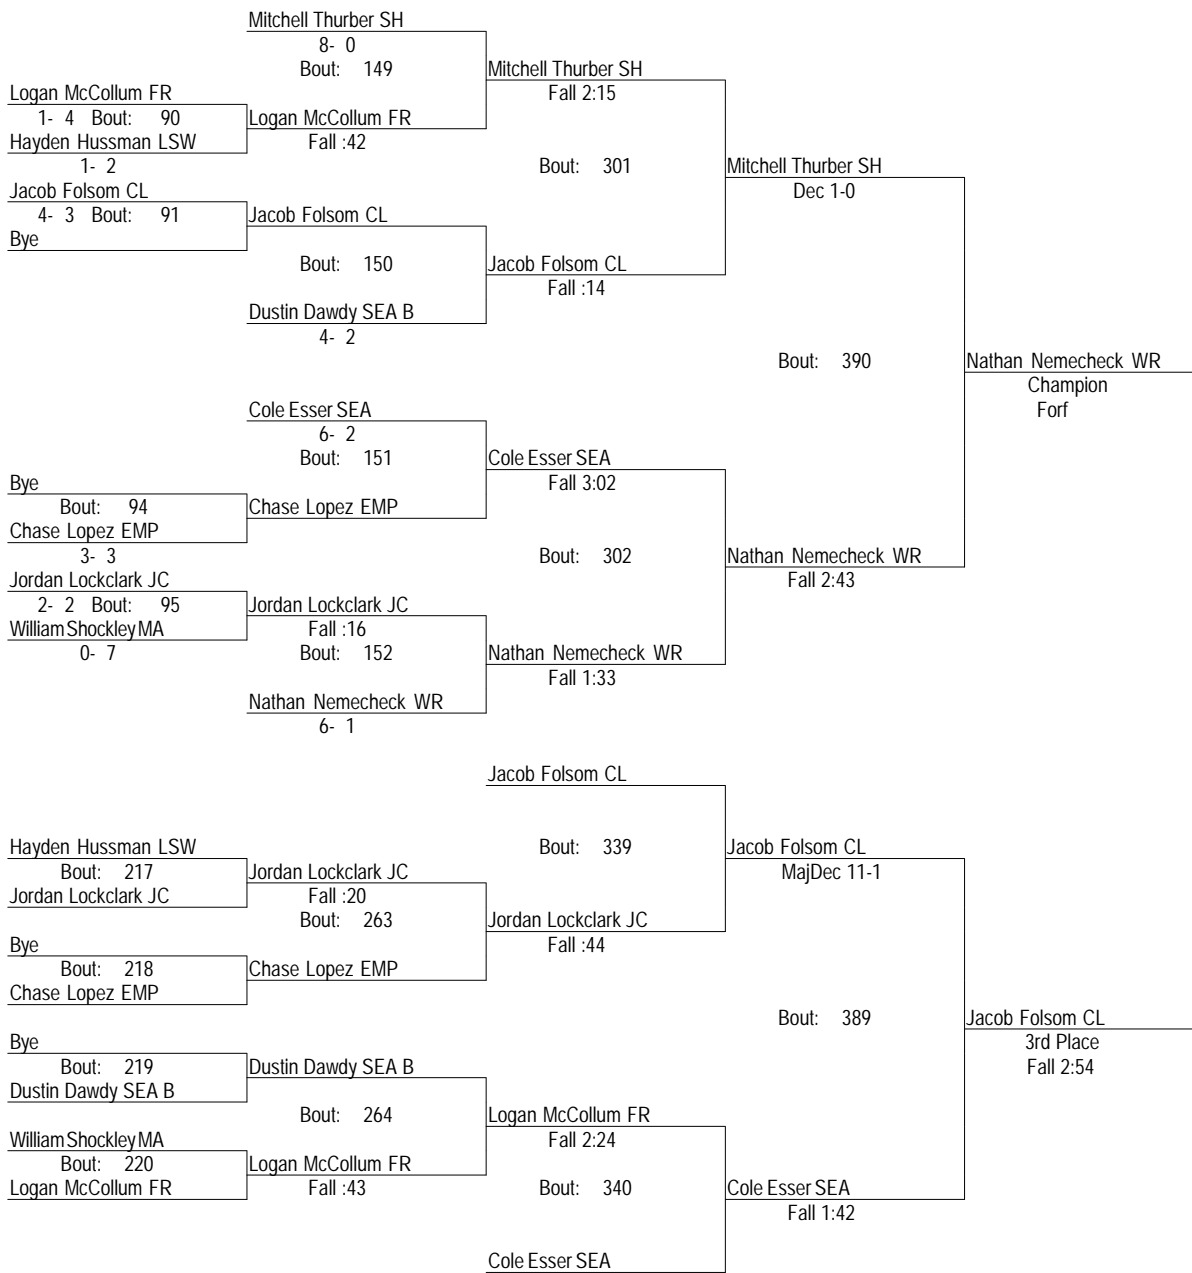 Mitchell Thurber SH
8- 0
Bout: 149
Mitchell Thurber SH
Fall 2:15
Logan McCollum FR
1- 4 Bout: 90
Logan McCollum FR
Fall :42
Hayden Hussman LSW
1- 2
Bout: 301
Mitchell Thurber SH
Dec 1-0
Jacob Folsom CL
4- 3 Bout: 91
Jacob Folsom CL
Bye
Bout: 150
Jacob Folsom CL
Fall :14
Dustin Dawdy SEA B
4- 2
Bout: 390
Nathan Nemecheck WR
Champion
Forf
Cole Esser SEA
6- 2
Bout: 151
Cole Esser SEA
Fall 3:02
Bye
Bout: 94
Chase Lopez EMP
Chase Lopez EMP
3- 3
Bout: 302
Nathan Nemecheck WR
Fall 2:43
Jordan Lockclark JC
2- 2 Bout: 95
Jordan Lockclark JC
Fall :16
William Shockley MA
0- 7
Bout: 152
Nathan Nemecheck WR
Fall 1:33
Nathan Nemecheck WR
6- 1
Jacob Folsom CL
Hayden Hussman LSW
Bout: 217
Jordan Lockclark JC
Bout: 339
Jacob Folsom CL
MajDec 11-1
Jordan Lockclark JC
Fall :20
Bout: 263
Jordan Lockclark JC
Fall :44
Bye
Bout: 218
Chase Lopez EMP
Chase Lopez EMP
Bout: 389
Jacob Folsom CL
3rd Place
Fall 2:54
Bye
Bout: 219
Dustin Dawdy SEA B
Dustin Dawdy SEA B
Bout: 264
Logan McCollum FR
Fall 2:24
William Shockley MA
Bout: 220
Logan McCollum FR
Logan McCollum FR
Fall :43
Bout: 340
Cole Esser SEA
Fall 1:42
Cole Esser SEA